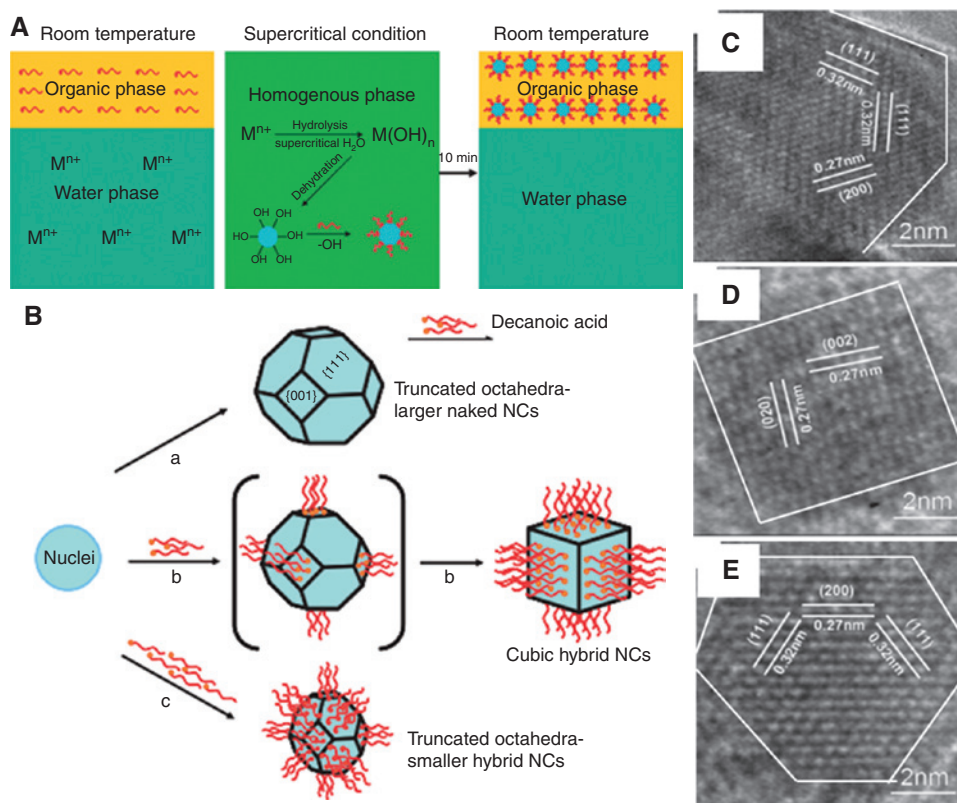 A
Room temperature
Organic phase
Mn+
Mn+
Water phase
Mn+
Mn+
Mn+
Supercritical condition
Homogenous phase
Mn+
Hydrolysis
supercritical H2O
M(OH)n
Dehydration
OH
OH
OH
HO
OH
OH
OH
-OH
10 min
Room temperature
Organic phase
Water phase
B
Decanoic acid
{111}
{001}
Truncated octahedra-
larger naked NCs
a
Nuclei
b
b
Cubic hybrid NCs
c
Truncated octahedra-
smaller hybrid NCs
C
(111)
0.32nm
0.32nm
(111)
0.27nm
(200)
2nm
D
(002)
0.27nm
(020)
0.27nm
2nm
E
(200)
0.27nm
(111)
0.32nm
(111)
0.32nm
2nm